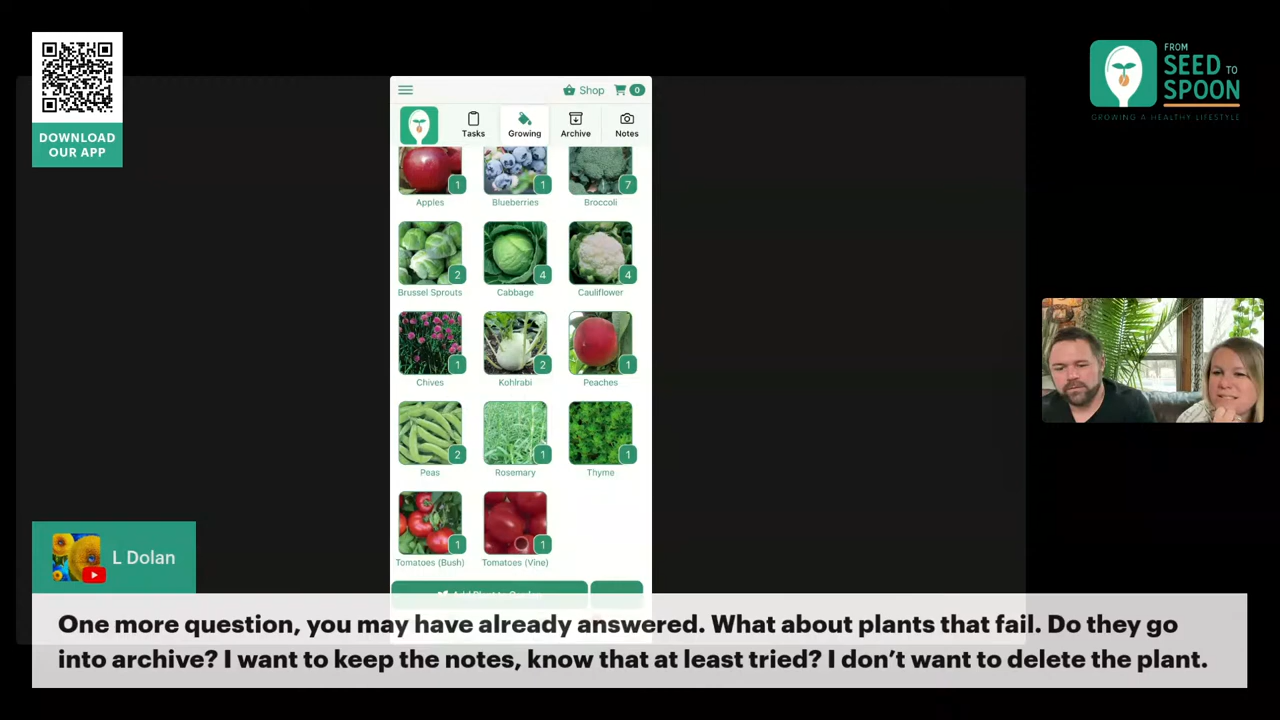 DOWNLOAD
OUR APP
FROM
SEED TO
SPOON
GROWING A HEALTHY LIFESTYLE
Shop
0
Tasks
Growing
Archive
Notes
1
1
7
Apples
Blueberries
Broccoli
2
4
4
Brussel Sprouts
Cabbage
Cauliflower
1
2
1
Chives
Kohlrabi
Peaches
2
1
1
Peas
Rosemary
Thyme
1
1
Tomatoes (Bush)
Tomatoes (Vine)
Add Plant to Garden
L Dolan
One more question, you may have already answered. What about plants that fail. Do they go
into archive? I want to keep the notes, know that at least tried? I don't want to delete the plant.